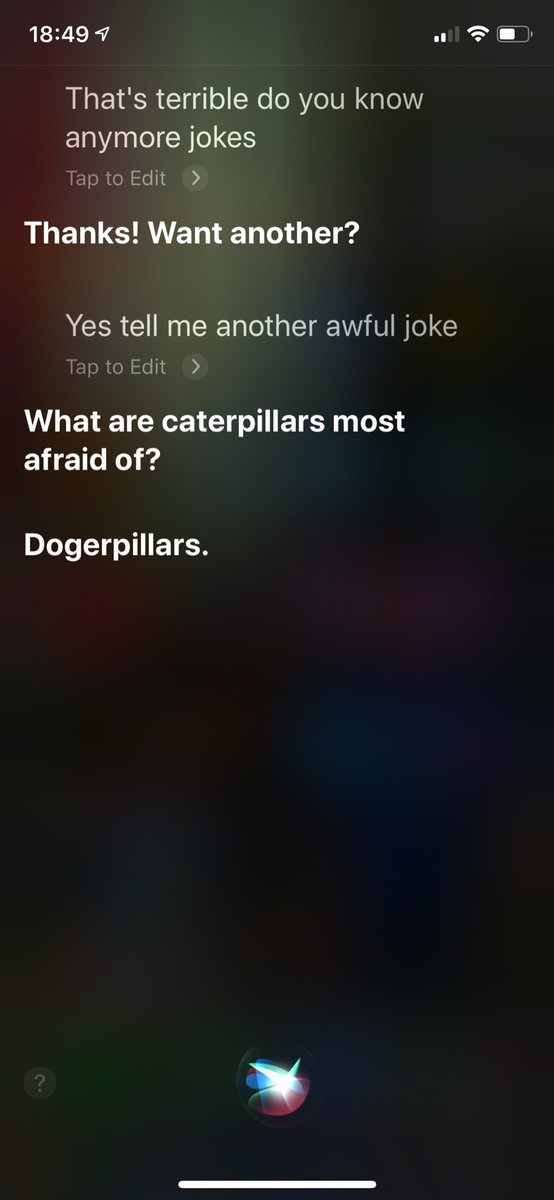 18:49
That's terrible do you know
anymore jokes
Tap to Edit
Thanks! Want another?
Yes tell me another awful joke
Tap to Edit
What are caterpillars most
afraid of?
Dogerpillars.
?